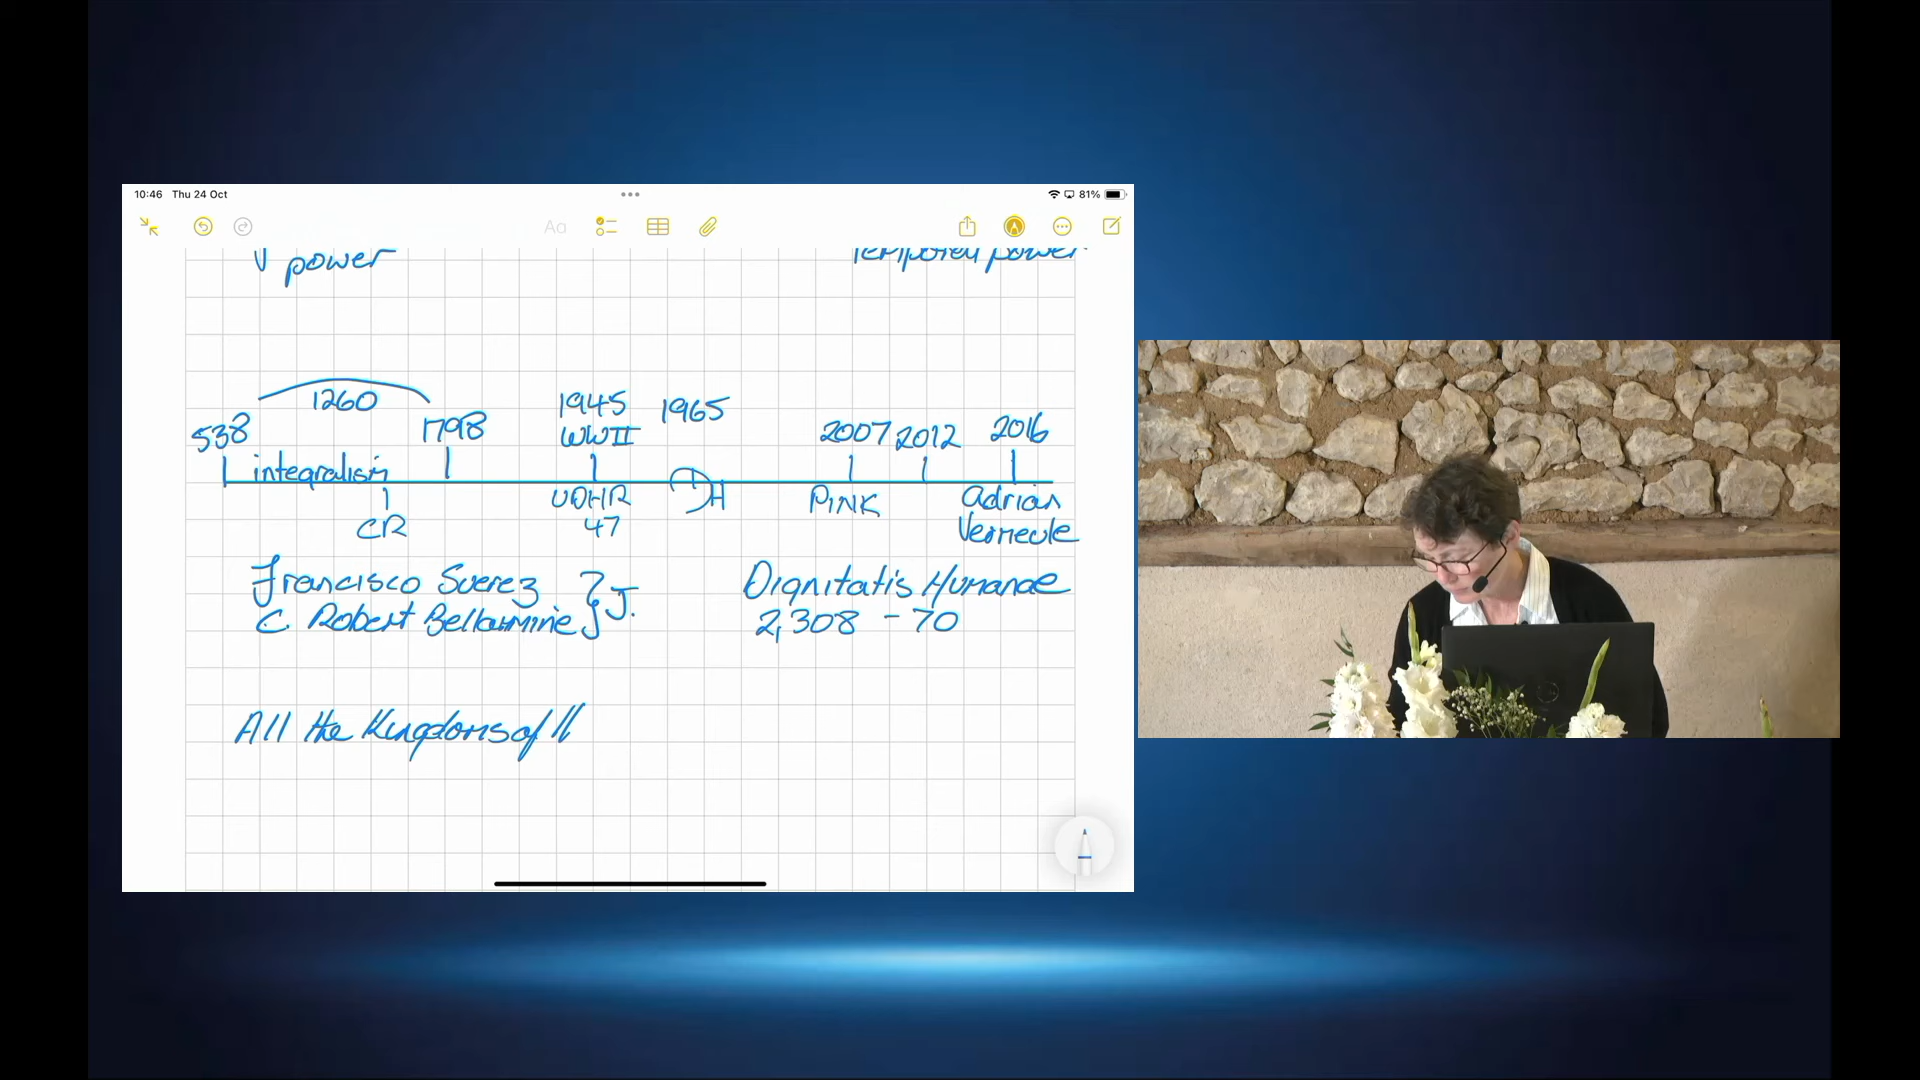 10:46 Thu 24 Oct
81%
Aa
power
Temporal power
1260
538
1798
1945
WWII
1965
2007
2012
2016
integralism
CR
UDHR
47
DH
PINK
Adrian
Vermeule
Francisco Suerez
C. Robert Bellarmine
} J.
Dignitatis Humanae
2,308 - 70
All the Kingdoms of